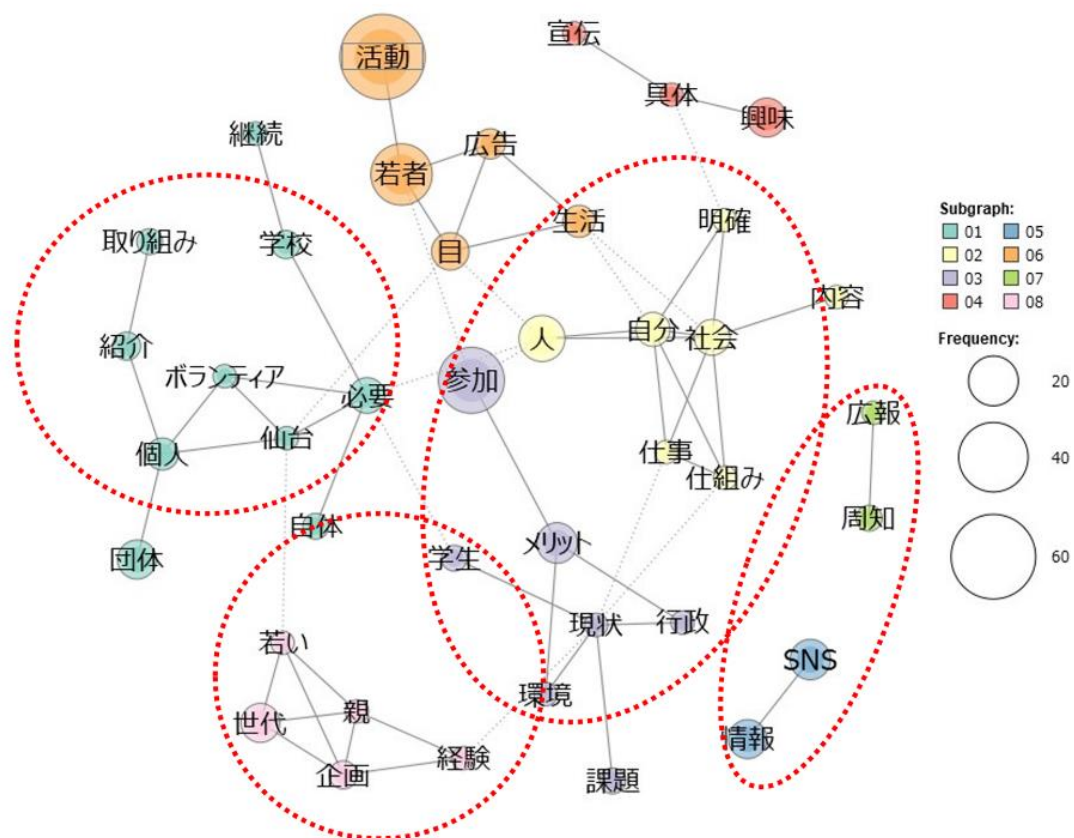 宣伝
活動
具体
興味
継続
広告
若者
取り組み
学校
目
生活
明確
内容
紹介
人
自分
社会
ボランティア
参加
必要
広報
個人
仙台
仕事
仕組み
団体
自体
学生
メリット
周知
若い
現状
行政
SNS
世代
親
環境
情報
企画
経験
課題
Subgraph:
01 05
02 06
03 07
04 08
Frequency:
20
40
60